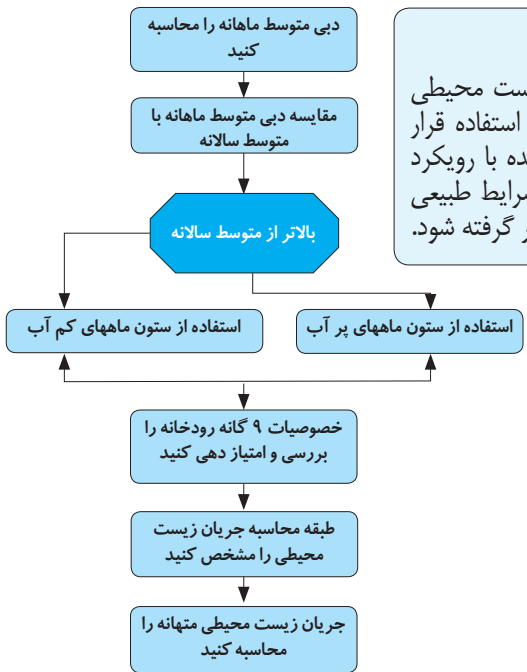 دبی متوسط ماهانه را محاسبه
کنید
مقایسه دبی متوسط ماهانه با
متوسط سالانه
بالاتر از متوسط سالانه
استفاده از ستون ماههای پر آب
استفاده از ستون ماههای کم آب
خصوصیات ۹ گانه رودخانه را
بررسی و امتیاز دهی کنید
طبقه محاسبه جریان زیست
محیطی را مشخص کنید
جریان زیست محیطی متهانه را
محاسبه کنید
محیطی
استفاده قرار
با رویکرد
طبیعی
گرفته شود.